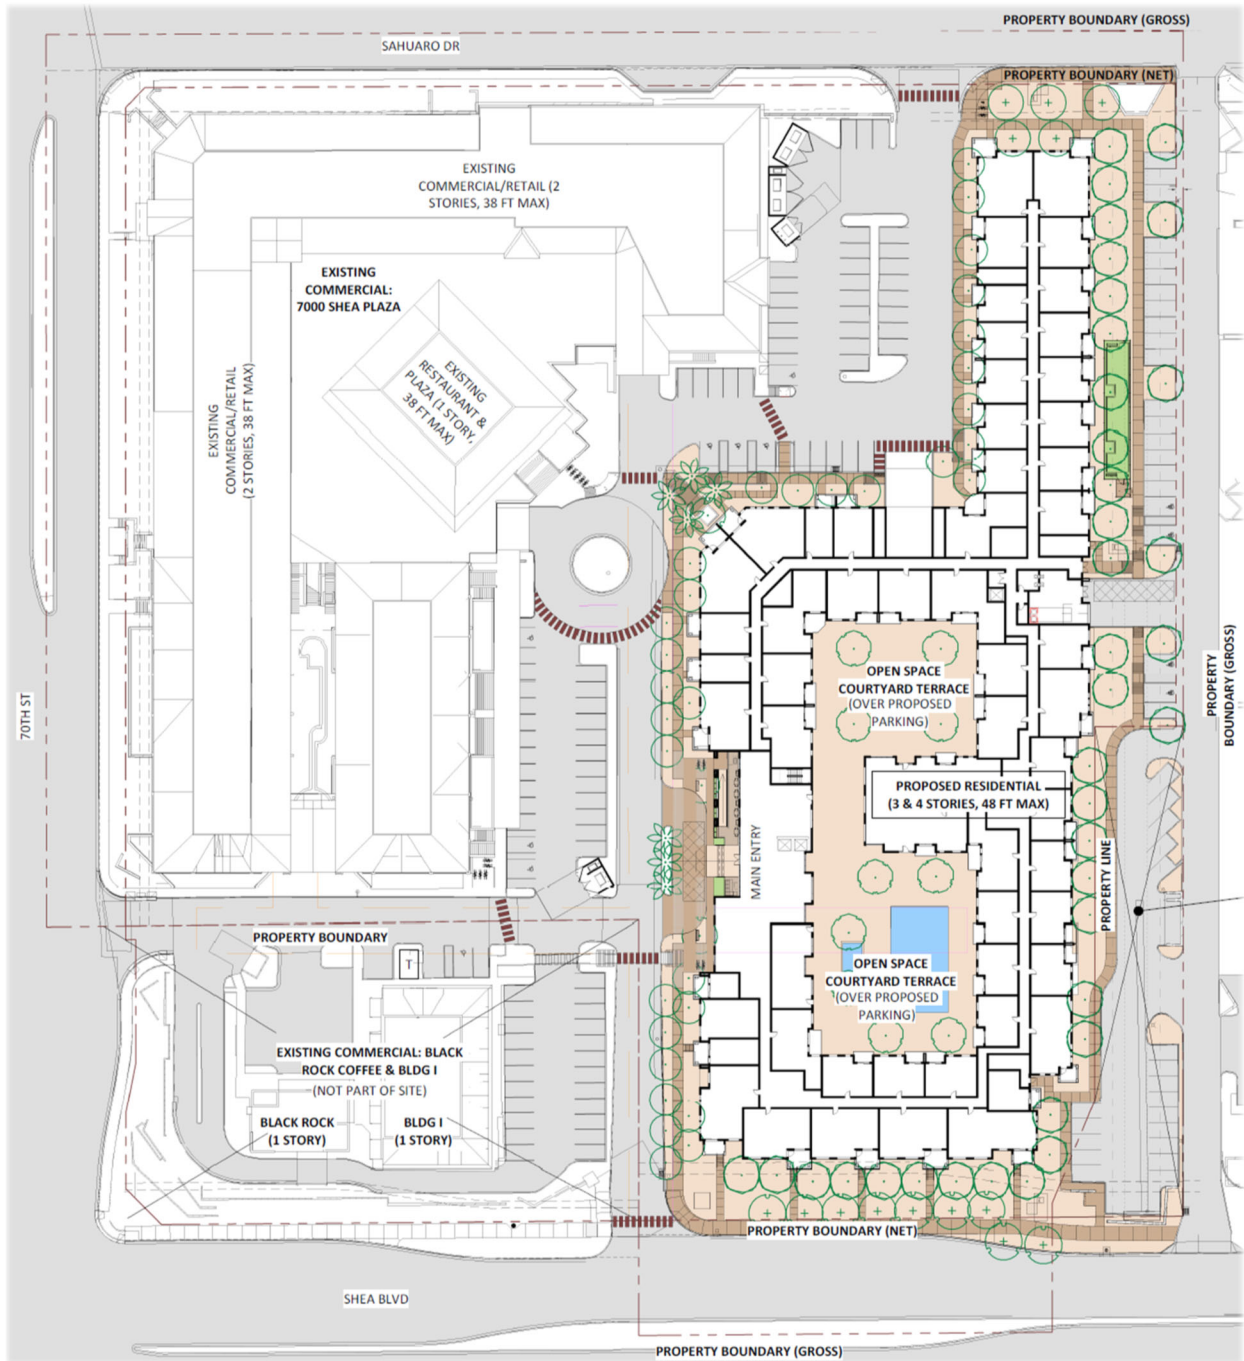 PROPERTY BOUNDARY (GROSS)
SAHUARO DR
PROPERTY BOUNDARY (NET)
EXISTING
COMMERCIAL/RETAIL (2
STORIES, 38 FT MAX)
EXISTING
COMMERCIAL:
7000 SHEA PLAZA
EXISTING
RESTAURANT &
PLAZA (1 STORY,
38 FT MAX)
EXISTING
COMMERCIAL/RETAIL
(2 STORIES, 38 FT MAX)
70TH ST
OPEN SPACE
COURTYARD TERRACE
(OVER PROPOSED
PARKING)
PROPERTY
BOUNDARY (GROSS)
PROPOSED RESIDENTIAL
(3 & 4 STORIES, 48 FT MAX)
MAIN ENTRY
PROPERTY LINE
PROPERTY BOUNDARY
T
OPEN SPACE
COURTYARD TERRACE
(OVER PROPOSED
PARKING)
EXISTING COMMERCIAL: BLACK
ROCK COFFEE & BLDG I
(NOT PART OF SITE)
BLACK ROCK
(1 STORY)
BLDG I
(1 STORY)
PROPERTY BOUNDARY (NET)
SHEA BLVD
PROPERTY BOUNDARY (GROSS)